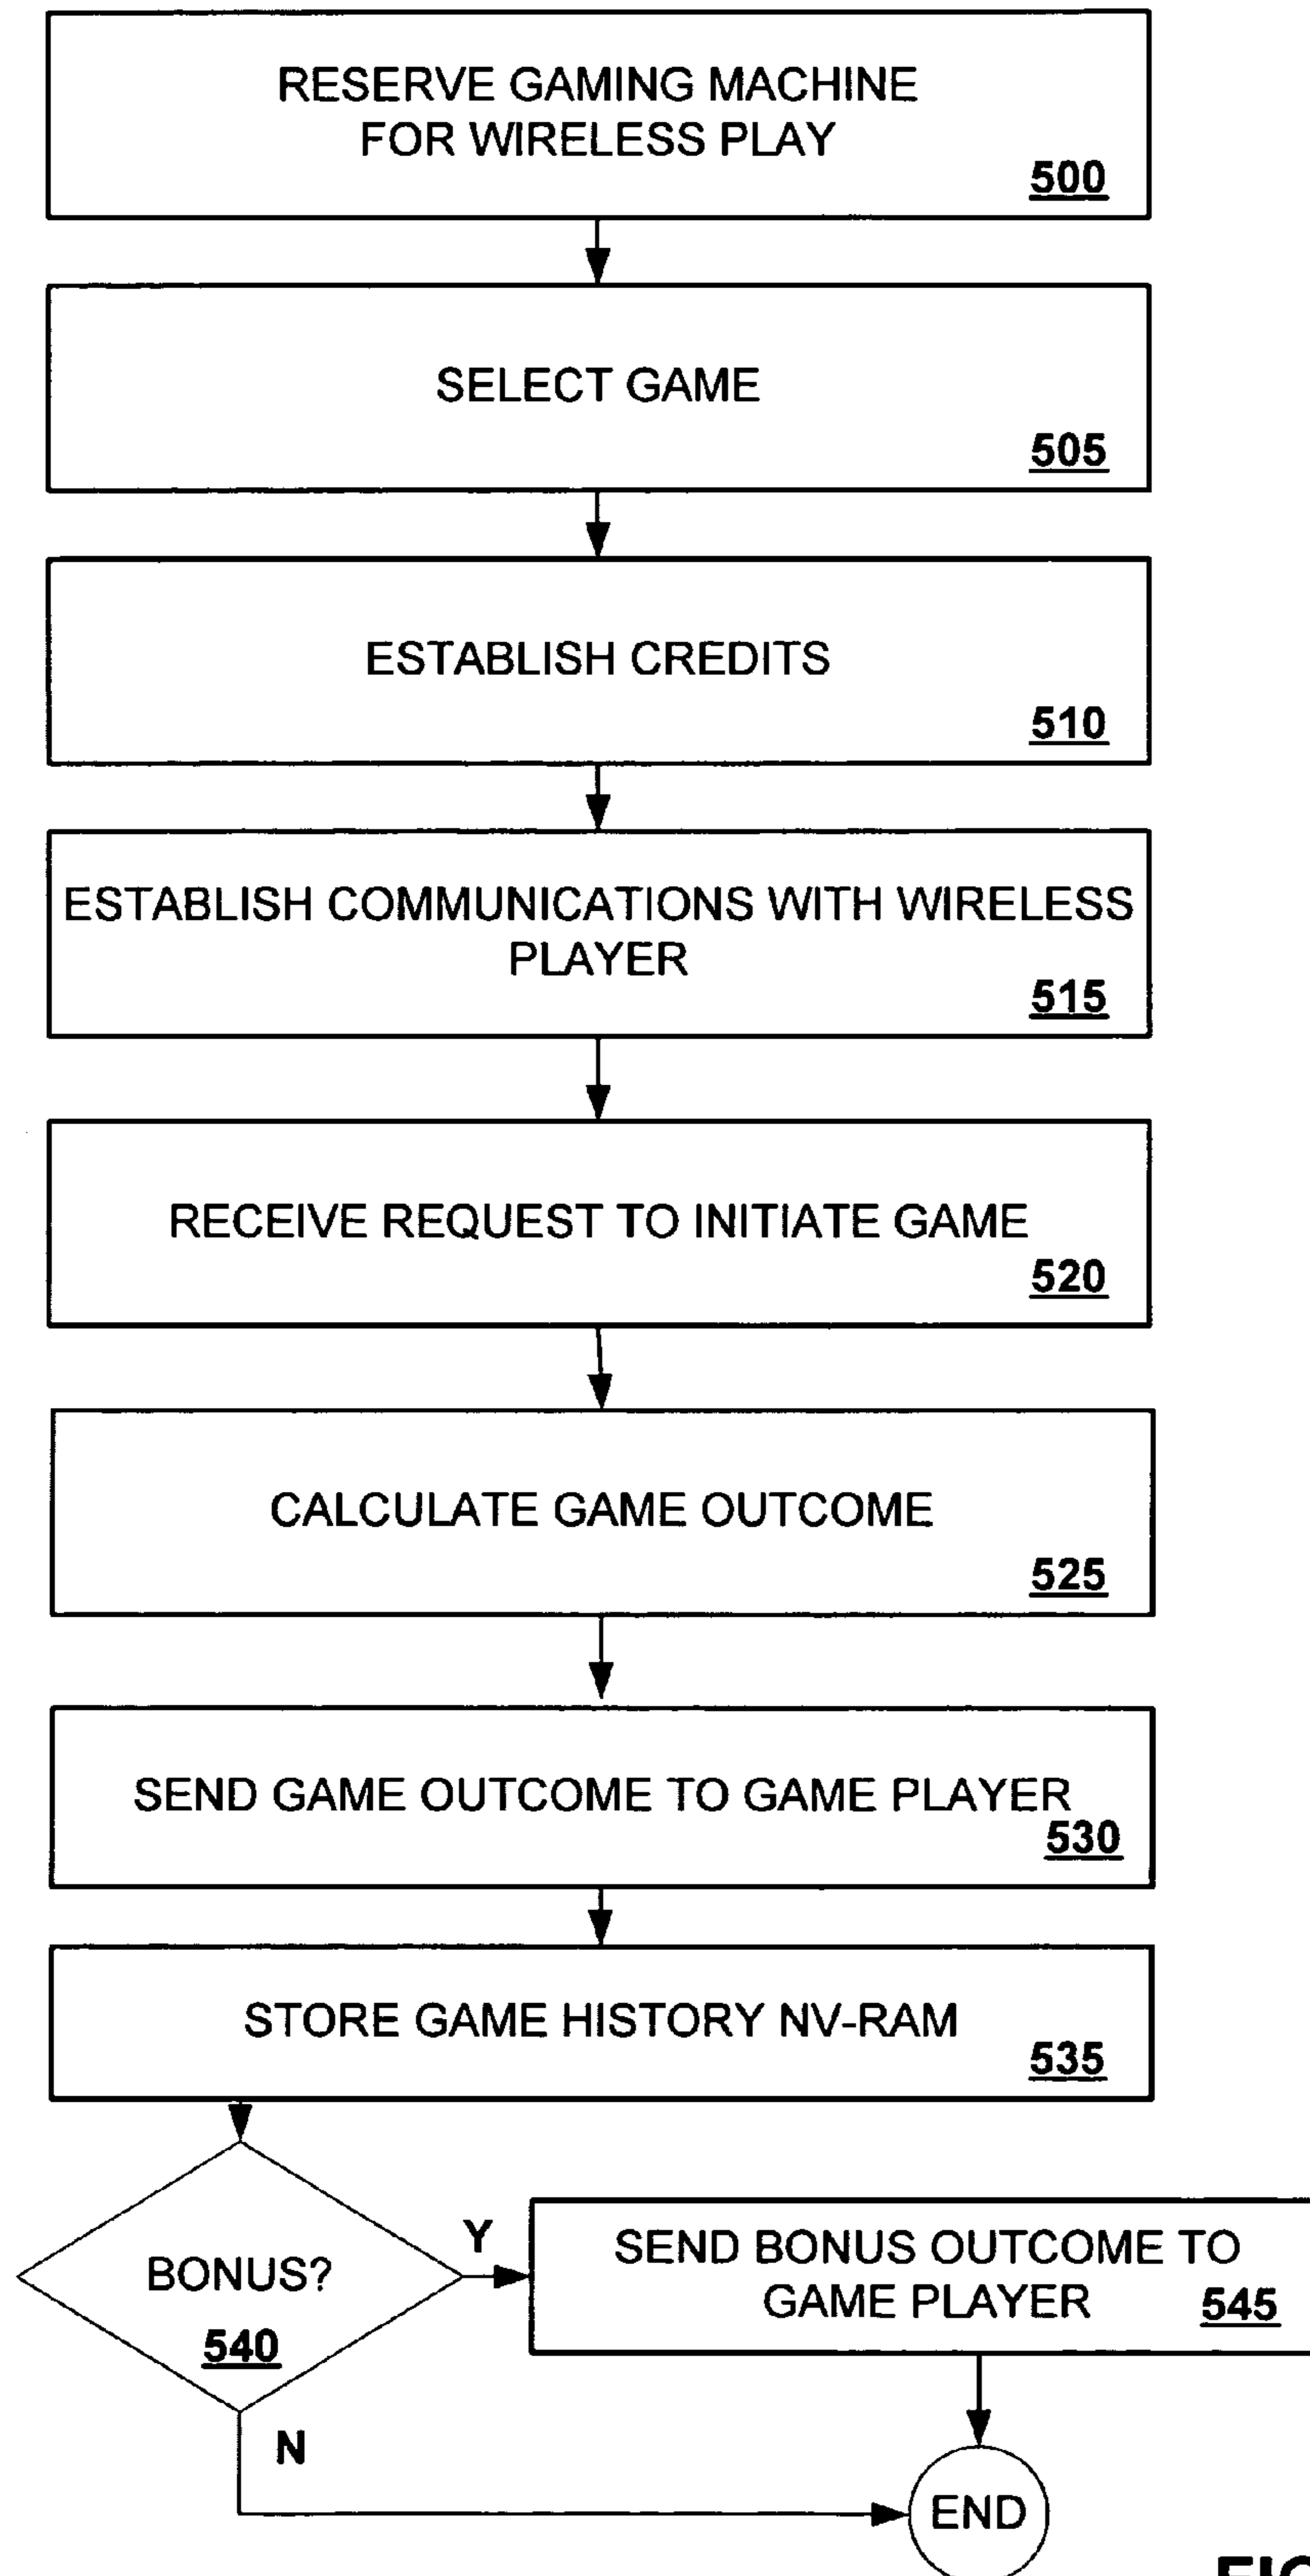 RESERVE GAMING MACHINE
FOR WIRELESS PLAY
500
SELECT GAME
505
ESTABLISH CREDITS
510
ESTABLISH COMMUNICATIONS WITH WIRELESS
PLAYER
515
RECEIVE REQUEST TO INITIATE GAME
520
CALCULATE GAME OUTCOME
525
SEND GAME OUTCOME TO GAME PLAYER
530
STORE GAME HISTORY NV-RAM
535
BONUS?
540
Y
SEND BONUS OUTCOME TO
GAME PLAYER
545
N
END